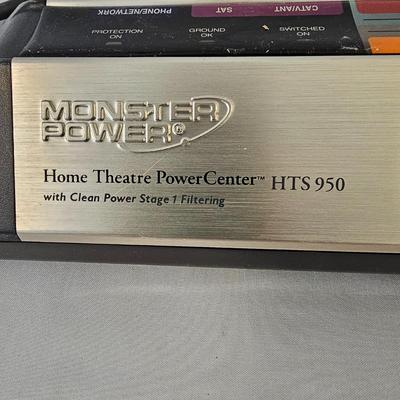 PHONE/NETWORK
SAT
CATV/ANT
PROTECTION
ON
GROUND
OK
SWITCHED
ON
MONSTER
POWER®
Home Theatre PowerCenter™ HTS 950
with Clean Power Stage 1 Filtering